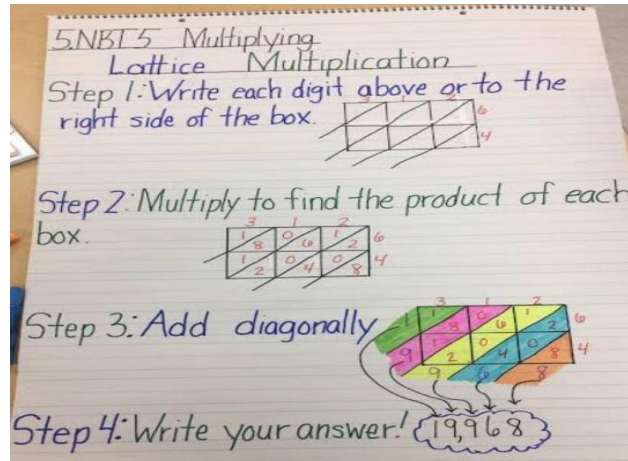 5.NBT.5 Multiplying
Lattice Multiplication
Step 1: Write each digit above or to the
right side of the box.
3 1 2
6
4
Step 2: Multiply to find the product of each
box.
3 1 2
1 8 0 6 1 2 6
1 2 0 4 0 8 4
Step 3: Add diagonally
3 1 2
1 1 8 0 6 1 2 6
9 1 2 0 4 0 8 4
9 6 8
Step 4: Write your answer! 19,968